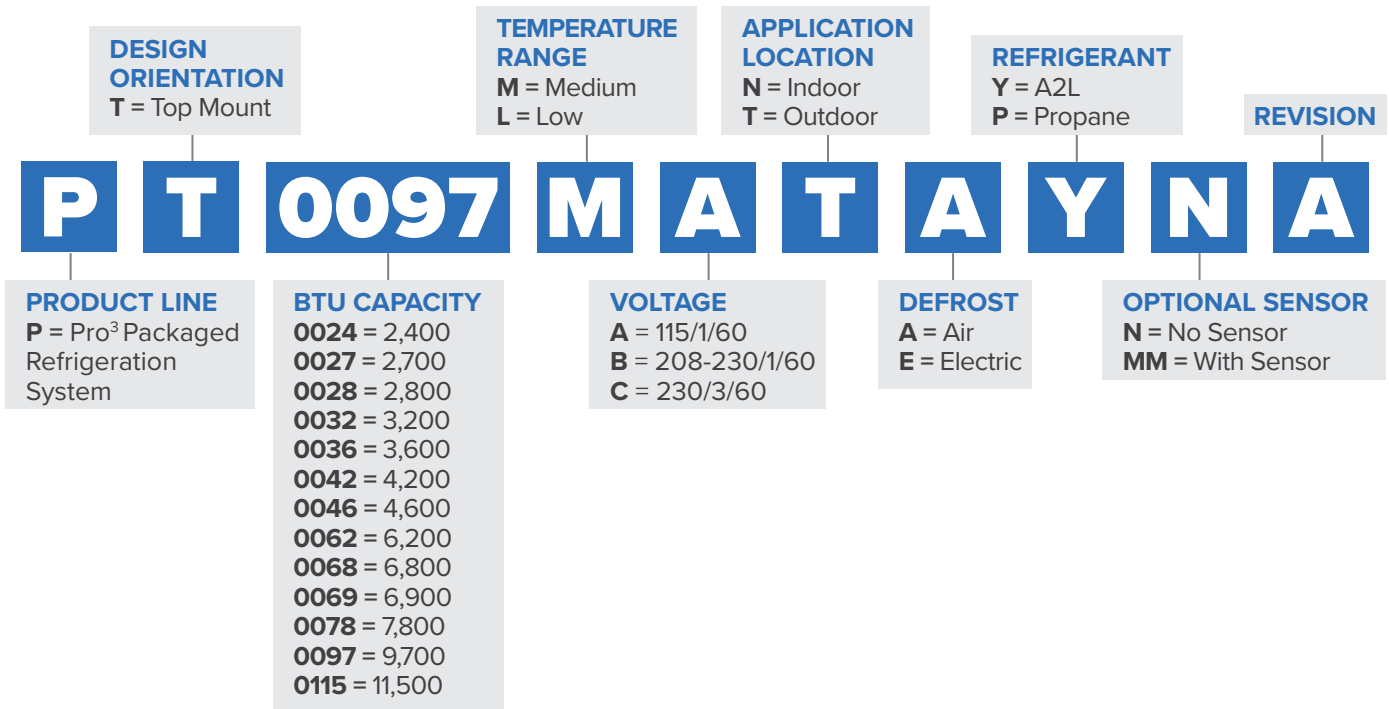 DESIGN
ORIENTATION
T = Top Mount
TEMPERATURE
RANGE
M = Medium
L = Low
APPLICATION
LOCATION
N = Indoor
T = Outdoor
REFRIGERANT
Y = A2L
P = Propane
REVISION
P T 0097 M A T A Y N A
PRODUCT LINE
P = Pro³ Packaged
Refrigeration
System
BTU CAPACITY
0024 = 2,400
0027 = 2,700
0028 = 2,800
0032 = 3,200
0036 = 3,600
0042 = 4,200
0046 = 4,600
0062 = 6,200
0068 = 6,800
0069 = 6,900
0078 = 7,800
0097 = 9,700
0115 = 11,500
VOLTAGE
A = 115/1/60
B = 208-230/1/60
C = 230/3/60
DEFROST
A = Air
E = Electric
OPTIONAL SENSOR
N = No Sensor
MM = With Sensor